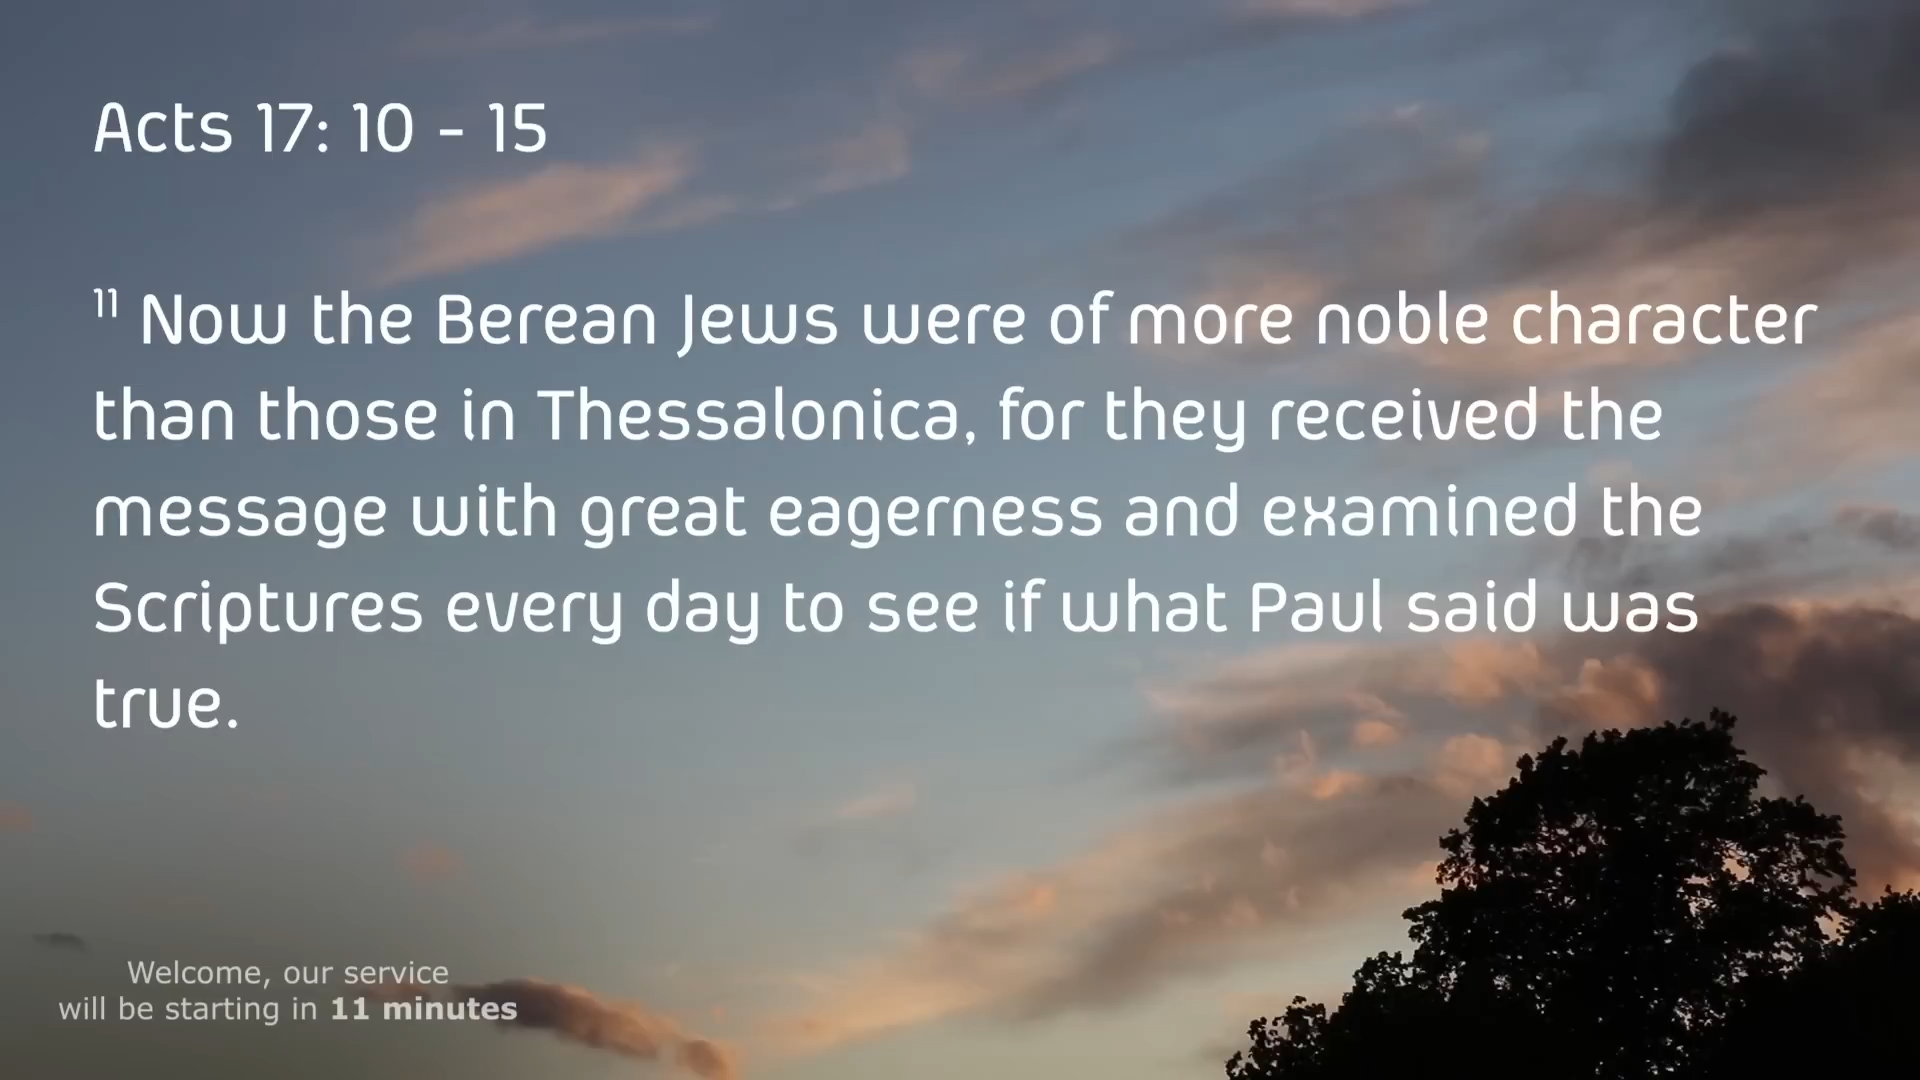 Acts 17: 10 - 15
11 Now the Berean Jews were of more noble character
than those in Thessalonica, for they received the
message with great eagerness and examined the
Scriptures every day to see if what Paul said was
true.
Welcome, our service
will be starting in 11 minutes